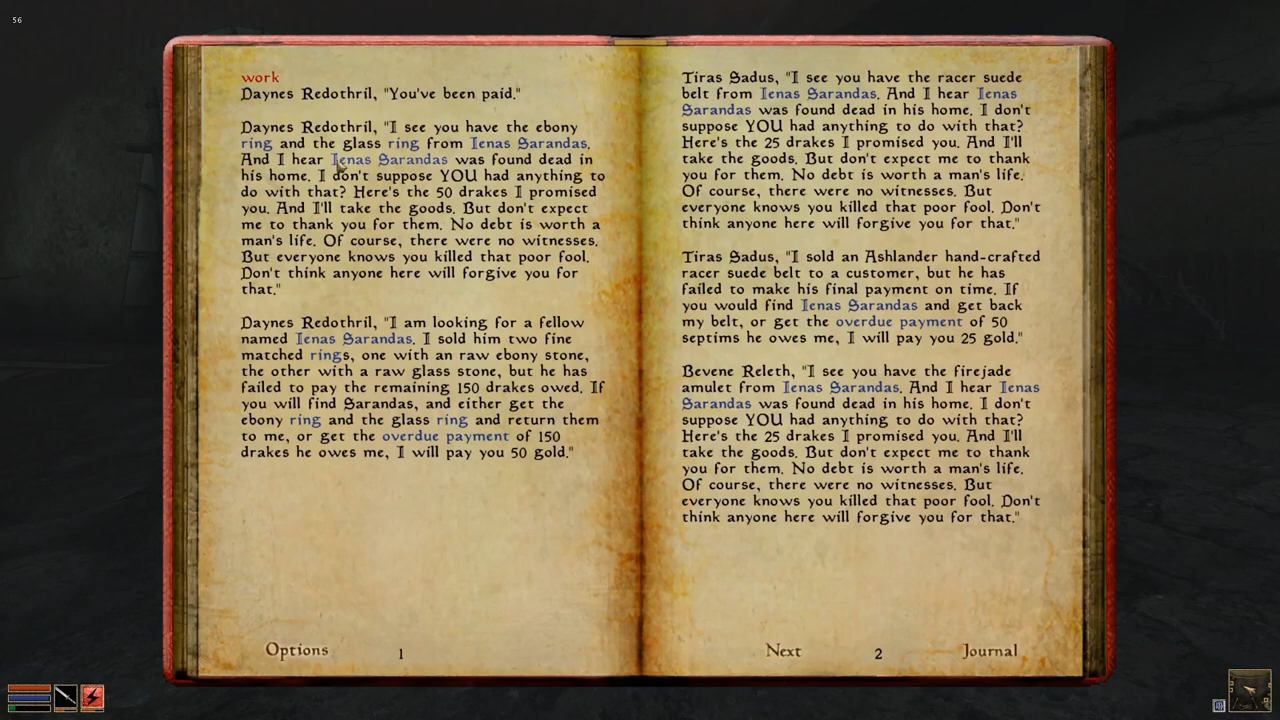 56
work
Daynes Redothril, "You've been paid."
Daynes Redothril, "I see you have the ebony
ring and the glass ring from Ienas Sarandas.
And I hear Ienas Sarandas was found dead in
his home. I don't suppose YOU had anything to
do with that? Here's the 50 drakes I promised
you. And I'll take the goods. But don't expect
me to thank you for them. No debt is worth a
man's life. Of course, there were no witnesses.
But everyone knows you killed that poor fool.
Don't think anyone here will forgive you for
that."
Daynes Redothril, "I am looking for a fellow
named Ienas Sarandas. I sold him two fine
matched rings, one with an raw ebony stone,
the other with a raw glass stone, but he has
failed to pay the remaining 150 drakes owed. If
you will find Sarandas, and either get the
ebony ring and the glass ring and return them
to me, or get the overdue payment of 150
drakes he owes me, I will pay you 50 gold."
Options
1
Tiras Sadus, "I see you have the racer suede
belt from Ienas Sarandas. And I hear Ienas
Sarandas was found dead in his home. I don't
suppose YOU had anything to do with that?
Here's the 25 drakes I promised you. And I'll
take the goods. But don't expect me to thank
you for them. No debt is worth a man's life.
Of course, there were no witnesses. But
everyone knows you killed that poor fool. Don't
think anyone here will forgive you for that."
Tiras Sadus, "I sold an Ashlander hand-crafted
racer suede belt to a customer, but he has
failed to make his final payment on time. If
you would find Ienas Sarandas and get back
my belt, or get the overdue payment of 50
septims he owes me, I will pay you 25 gold."
Bevene Releth, "I see you have the firejade
amulet from Ienas Sarandas. And I hear Ienas
Sarandas was found dead in his home. I don't
suppose YOU had anything to do with that?
Here's the 25 drakes I promised you. And I'll
take the goods. But don't expect me to thank
you for them. No debt is worth a man's life.
Of course, there were no witnesses. But
everyone knows you killed that poor fool. Don't
think anyone here will forgive you for that."
Next
2
Journal